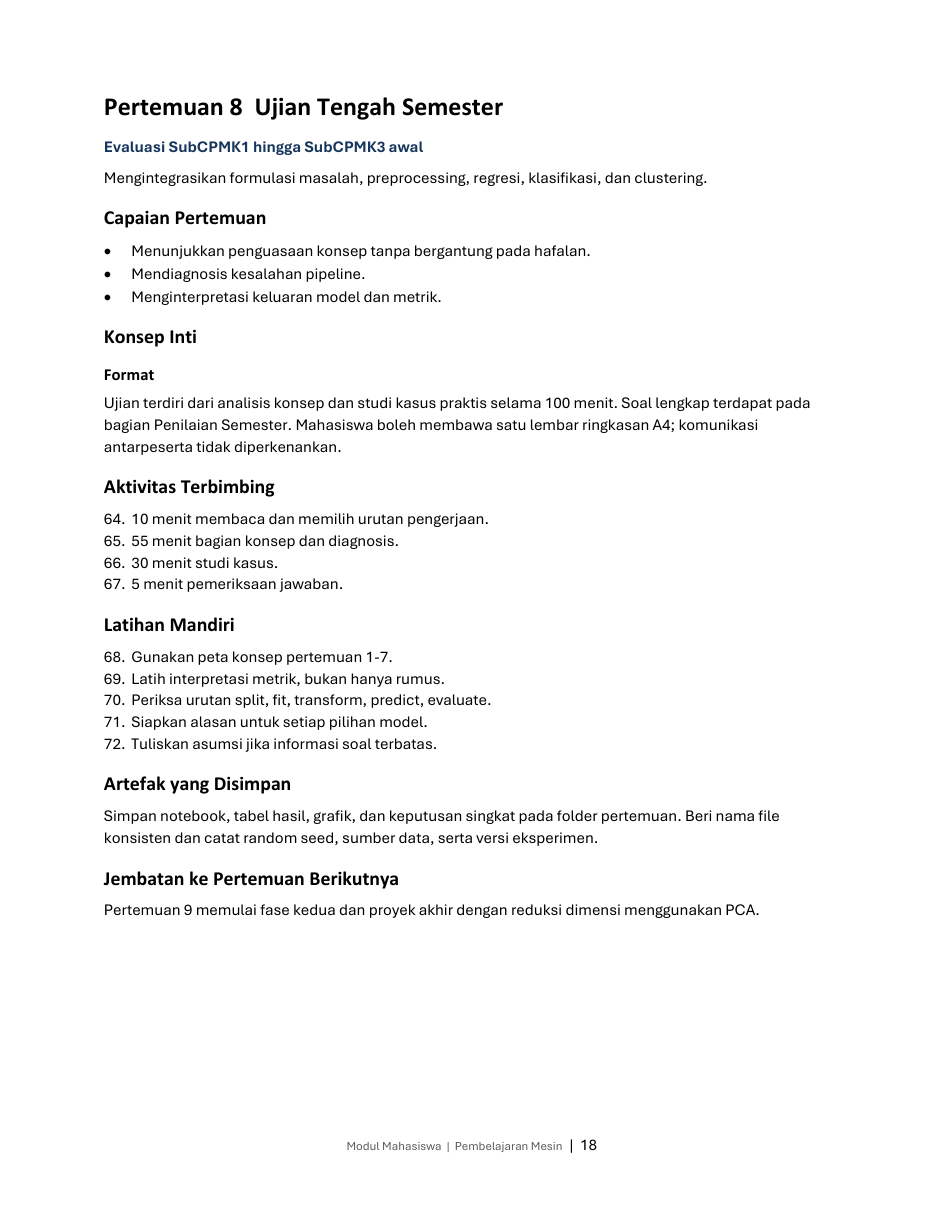 Pertemuan 8  Ujian Tengah Semester
Evaluasi SubCPMK1 hingga SubCPMK3 awal
Mengintegrasikan formulasi masalah, preprocessing, regresi, klasifikasi, dan clustering.
Capaian Pertemuan
• Menunjukkan penguasaan konsep tanpa bergantung pada hafalan.
• Mendiagnosis kesalahan pipeline.
• Menginterpretasi keluaran model dan metrik.
Konsep Inti
Format
Ujian terdiri dari analisis konsep dan studi kasus praktis selama 100 menit. Soal lengkap terdapat pada
bagian Penilaian Semester. Mahasiswa boleh membawa satu lembar ringkasan A4; komunikasi
antarpeserta tidak diperkenankan.
Aktivitas Terbimbing
64. 10 menit membaca dan memilih urutan pengerjaan.
65. 55 menit bagian konsep dan diagnosis.
66. 30 menit studi kasus.
67. 5 menit pemeriksaan jawaban.
Latihan Mandiri
68. Gunakan peta konsep pertemuan 1-7.
69. Latih interpretasi metrik, bukan hanya rumus.
70. Periksa urutan split, fit, transform, predict, evaluate.
71. Siapkan alasan untuk setiap pilihan model.
72. Tuliskan asumsi jika informasi soal terbatas.
Artefak yang Disimpan
Simpan notebook, tabel hasil, grafik, dan keputusan singkat pada folder pertemuan. Beri nama file
konsisten dan catat random seed, sumber data, serta versi eksperimen.
Jembatan ke Pertemuan Berikutnya
Pertemuan 9 memulai fase kedua dan proyek akhir dengan reduksi dimensi menggunakan PCA.
Modul Mahasiswa | Pembelajaran Mesin | 18